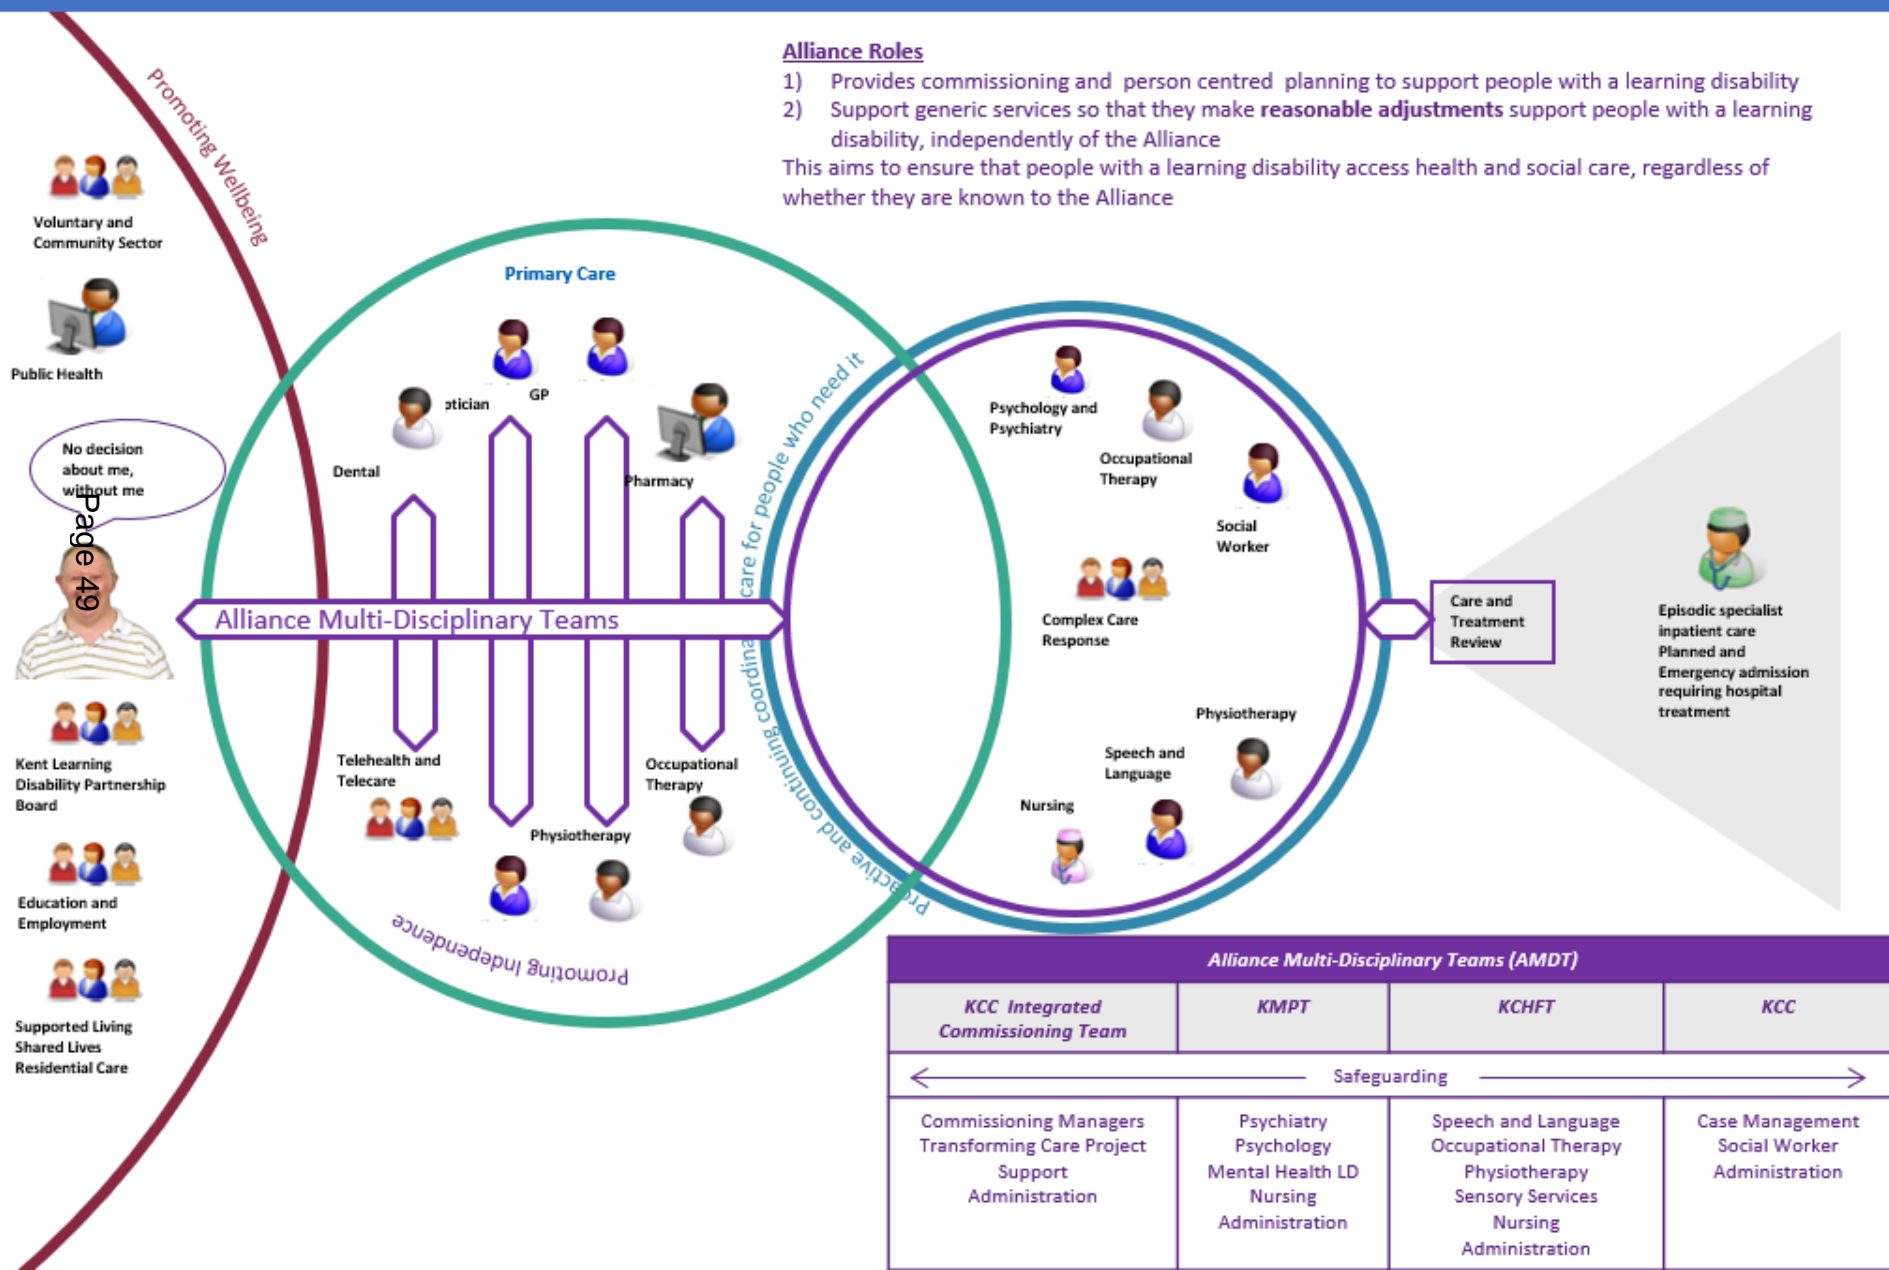 Alliance Roles
1) Provides commissioning and person centred planning to support people with a learning disability
2) Support generic services so that they make reasonable adjustments support people with a learning
disability, independently of the Alliance
This aims to ensure that people with a learning disability access health and social care, regardless of
whether they are known to the Alliance
Promoting Wellbeing
Voluntary and
Community Sector
Public Health
No decision
about me,
without me
Page 49
Kent Learning
Disability Partnership
Board
Education and
Employment
Supported Living
Shared Lives
Residential Care
Primary Care
GP
ptician
Dental
Pharmacy
Alliance Multi-Disciplinary Teams
Telehealth and
Telecare
Occupational
Therapy
Physiotherapy
Promoting Independence
Proactive and continuing coordina care for people who need it
Psychology and
Psychiatry
Occupational
Therapy
Social
Worker
Complex Care
Response
Physiotherapy
Speech and
Language
Nursing
Care and
Treatment
Review
Episodic specialist
inpatient care
Planned and
Emergency admission
requiring hospital
treatment
Alliance Multi-Disciplinary Teams (AMDT)
KCC Integrated
Commissioning Team
KMPT
KCHFT
KCC
Safeguarding
Commissioning Managers
Transforming Care Project
Support
Administration
Psychiatry
Psychology
Mental Health LD
Nursing
Administration
Speech and Language
Occupational Therapy
Physiotherapy
Sensory Services
Nursing
Administration
Case Management
Social Worker
Administration